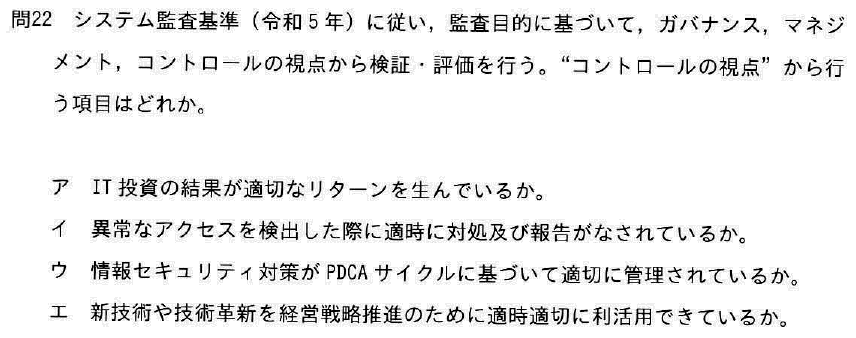 問22　システム監査基準（令和5年）に従い，監査目的に基づいて，ガバナンス，マネジ
メント，コントロールの視点から検証・評価を行う。“コントロールの視点”から行
う項目はどれか。
ア　IT投資の結果が適切なリターンを生んでいるか。
イ　異常なアクセスを検出した際に適時に対処及び報告がなされているか。
ウ　情報セキュリティ対策がPDCAサイクルに基づいて適切に管理されているか。
エ　新技術や技術革新を経営戦略推進のために適時適切に利活用できているか。